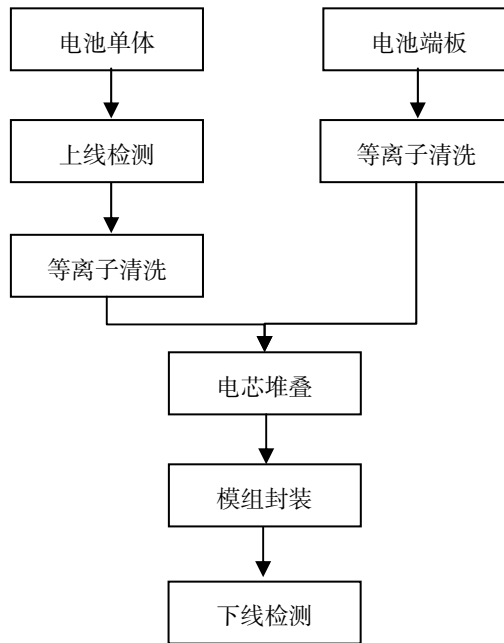 电池单体
电池端板
上线检测
等离子清洗
等离子清洗
电芯堆叠
模组封装
下线检测